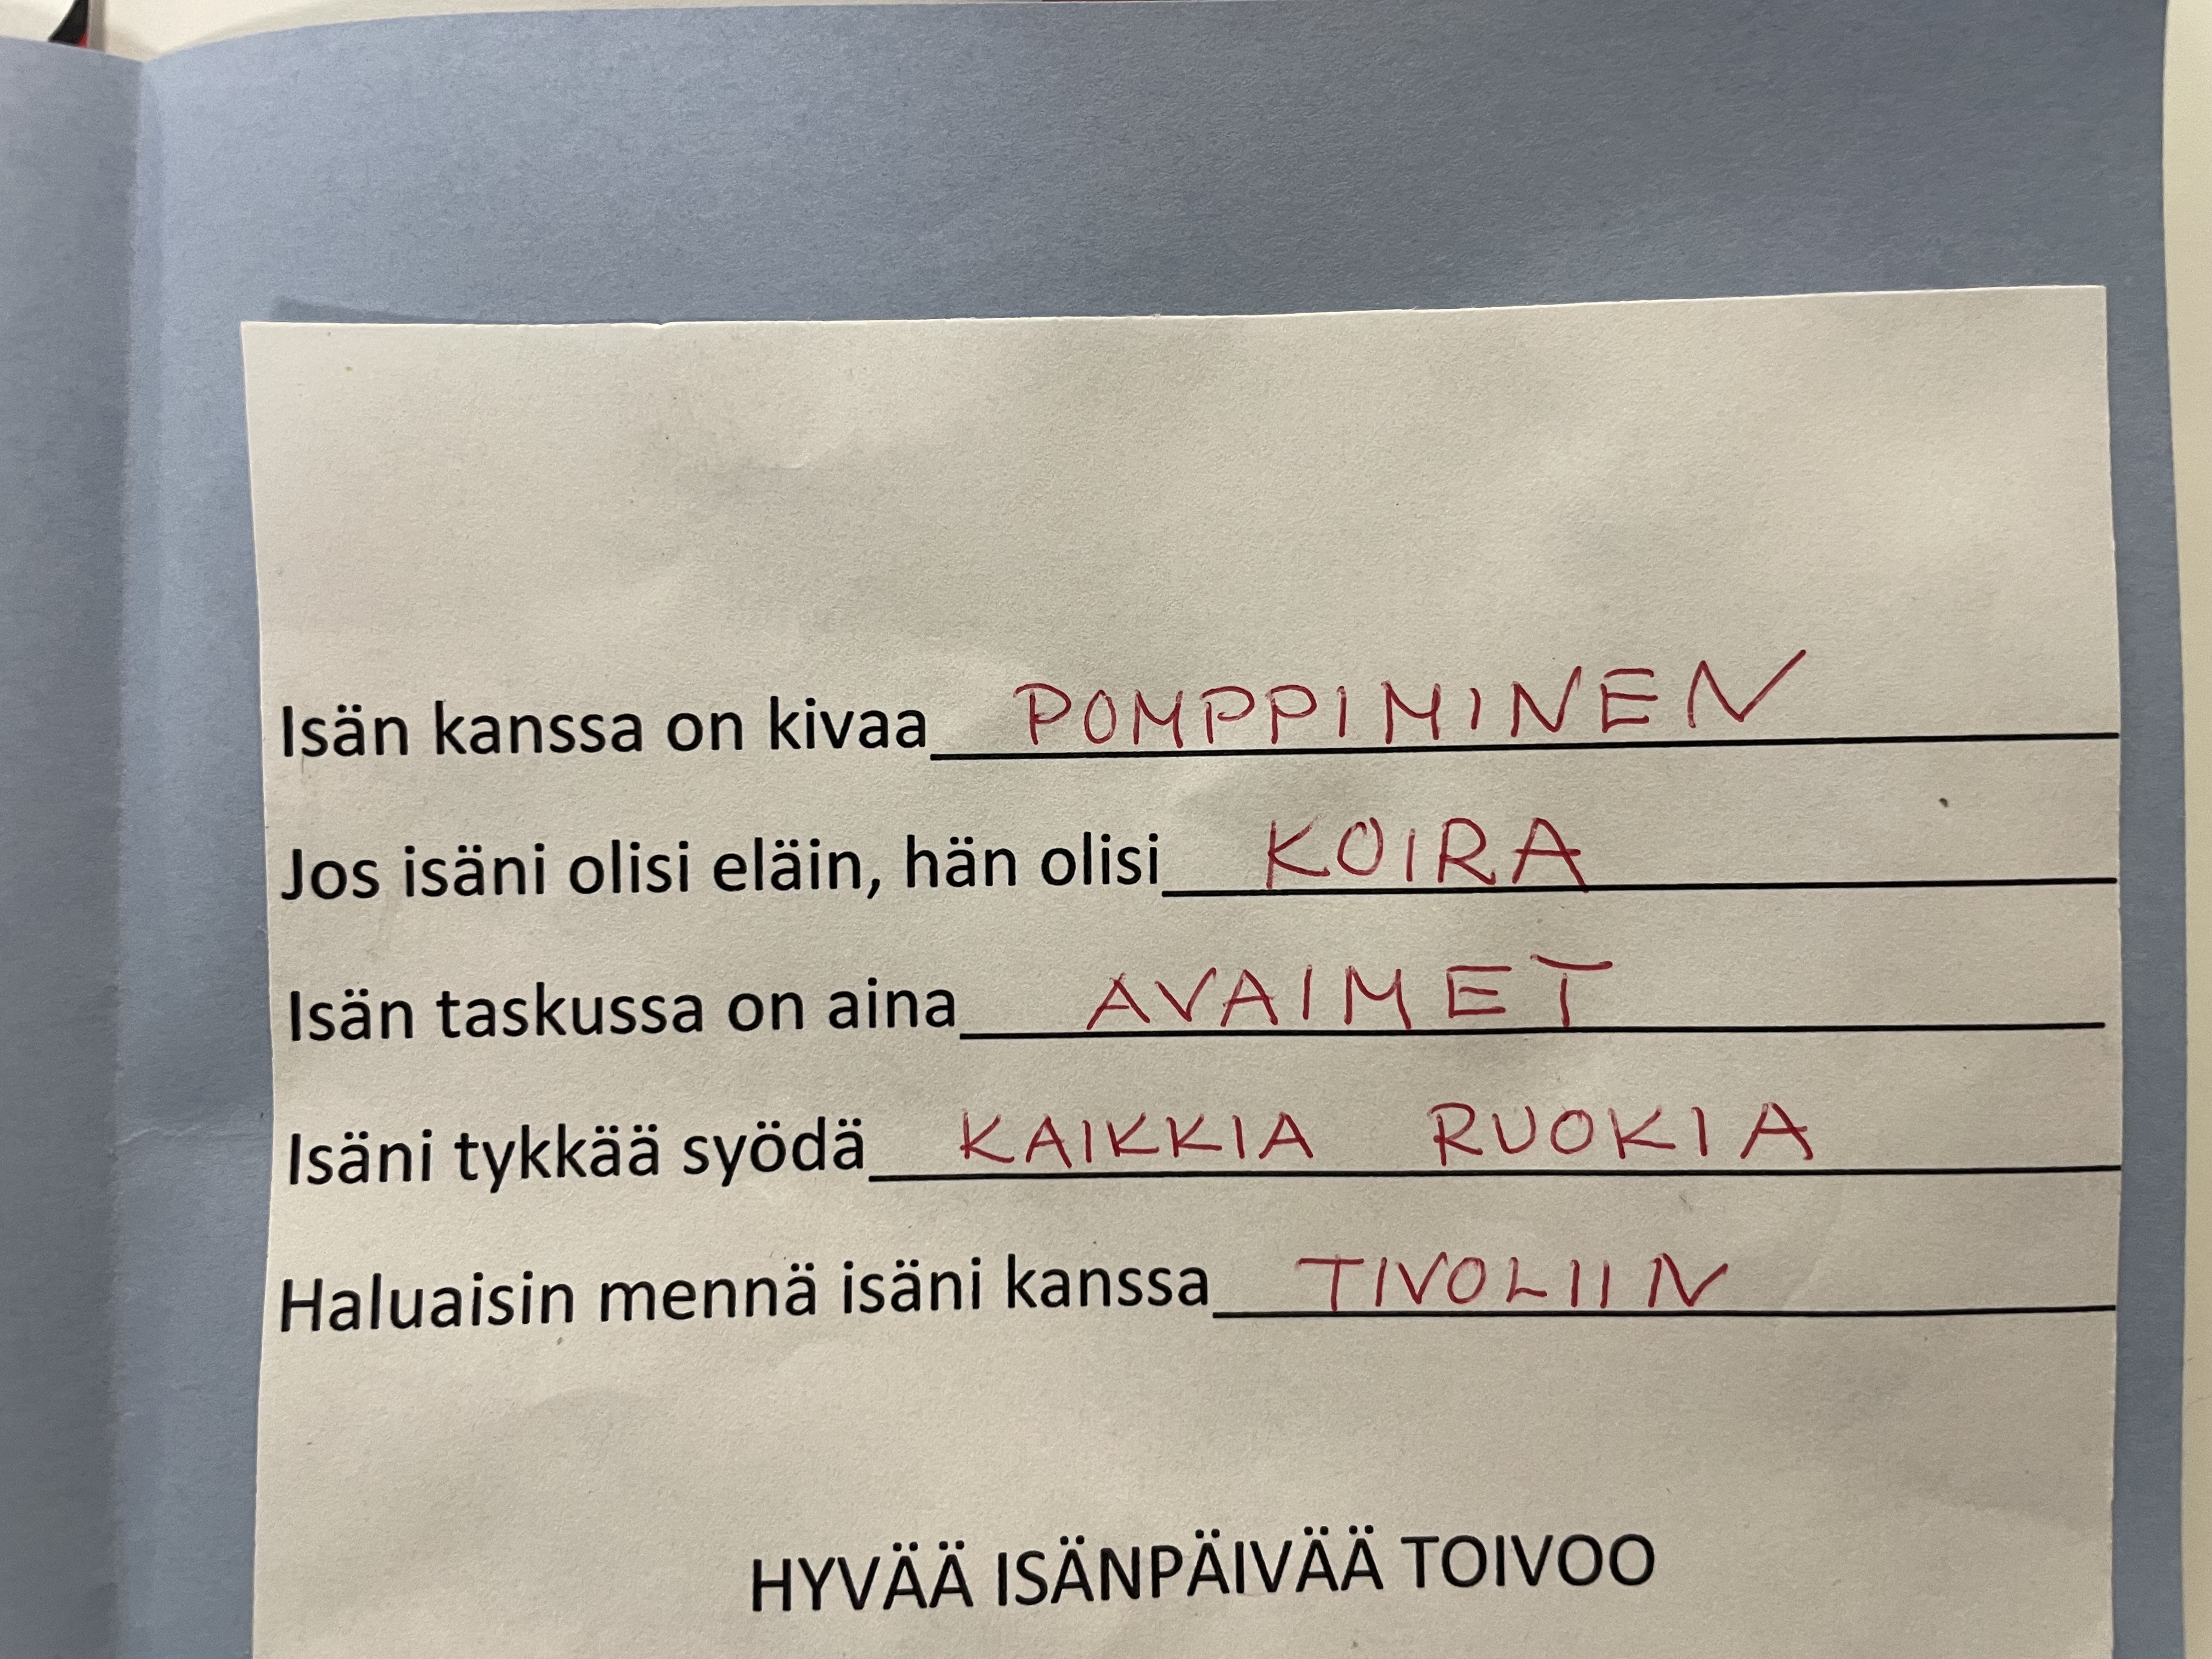 Isän kanssa on kivaa POMPPIMINEN
Jos isäni olisi eläin, hän olisi KOIRA
Isän taskussa on aina AVAIMET
Isäni tykkää syödä KAIKKIA RUOKIA
Haluaisin mennä isäni kanssa TIVOLIIN
HYVÄÄ ISÄNPÄIVÄÄ TOIVOO